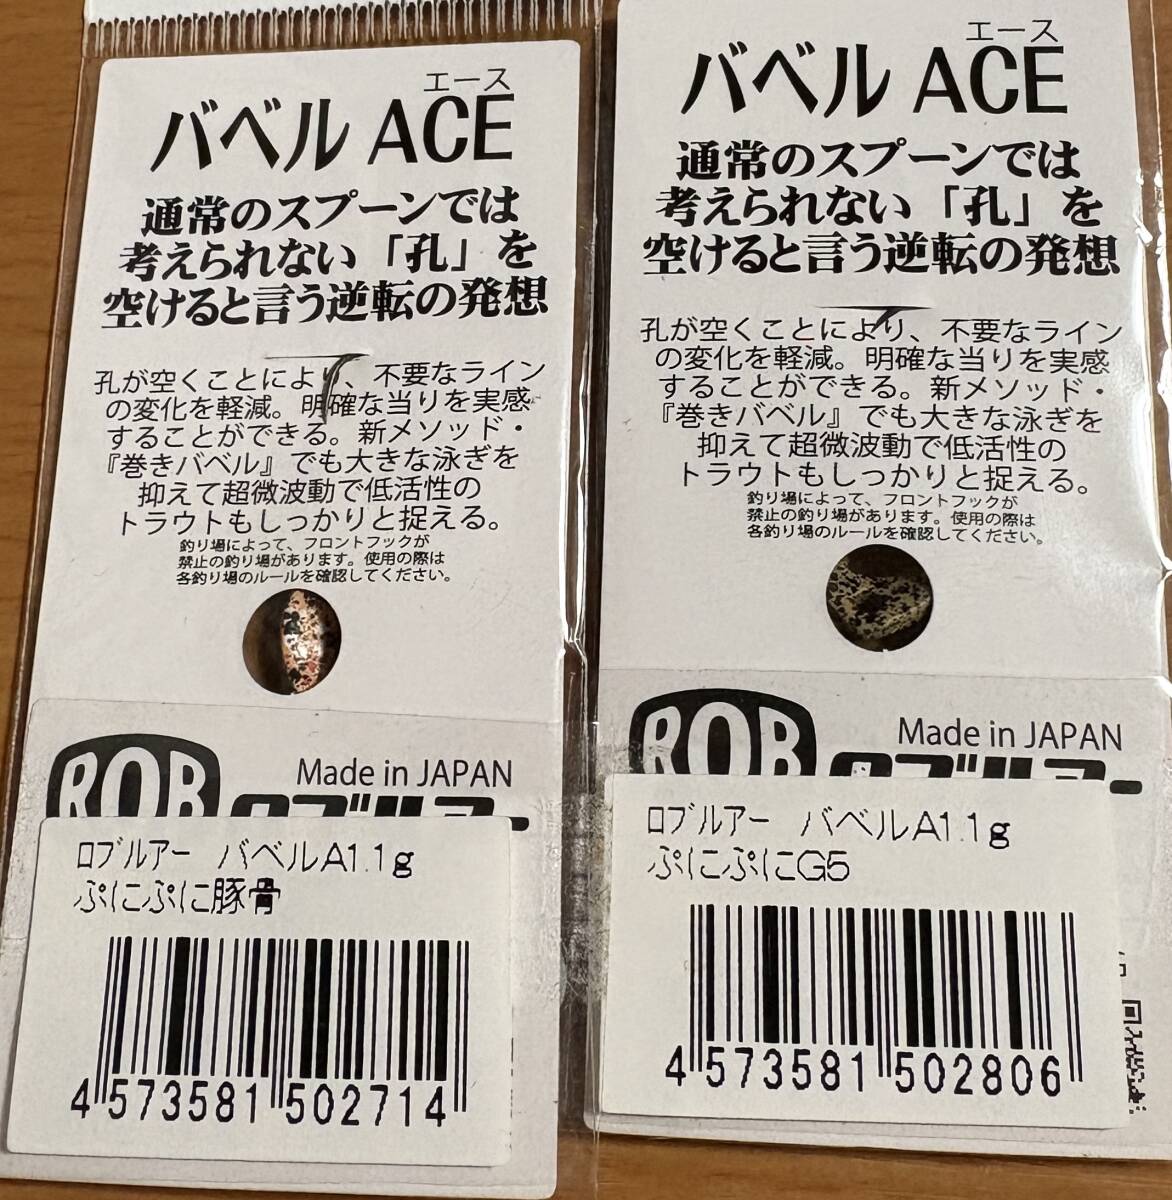 エース
バベル ACE
通常のスプーンでは
考えられない「孔」を
空けると言う逆転の発想
孔が空くことにより、不要なライン
の変化を軽減。明確な当りを実感
することができる。新メソッド・
『巻きバベル』でも大きな泳ぎを
抑えて超微波動で低活性の
トラウトもしっかりと捉える。
釣り場によって、フロントフックが
禁止の釣り場があります。使用の際は
各釣り場のルールを確認してください。
ROB
Made in JAPAN
ロブルアー
ロブルアー バベルA1.1g
ぷにぷに豚骨
4 573581 502714
エース
バベル ACE
通常のスプーンでは
考えられない「孔」を
空けると言う逆転の発想
孔が空くことにより、不要なライン
の変化を軽減。明確な当りを実感
することができる。新メソッド・
『巻きバベル』でも大きな泳ぎを
抑えて超微波動で低活性の
トラウトもしっかりと捉える。
釣り場によって、フロントフックが
禁止の釣り場があります。使用の際は
各釣り場のルールを確認してください。
ROB
Made in JAPAN
ロブルアー
ロブルアー バベルA1.1g
ぷにぷにG5
4 573581 502806